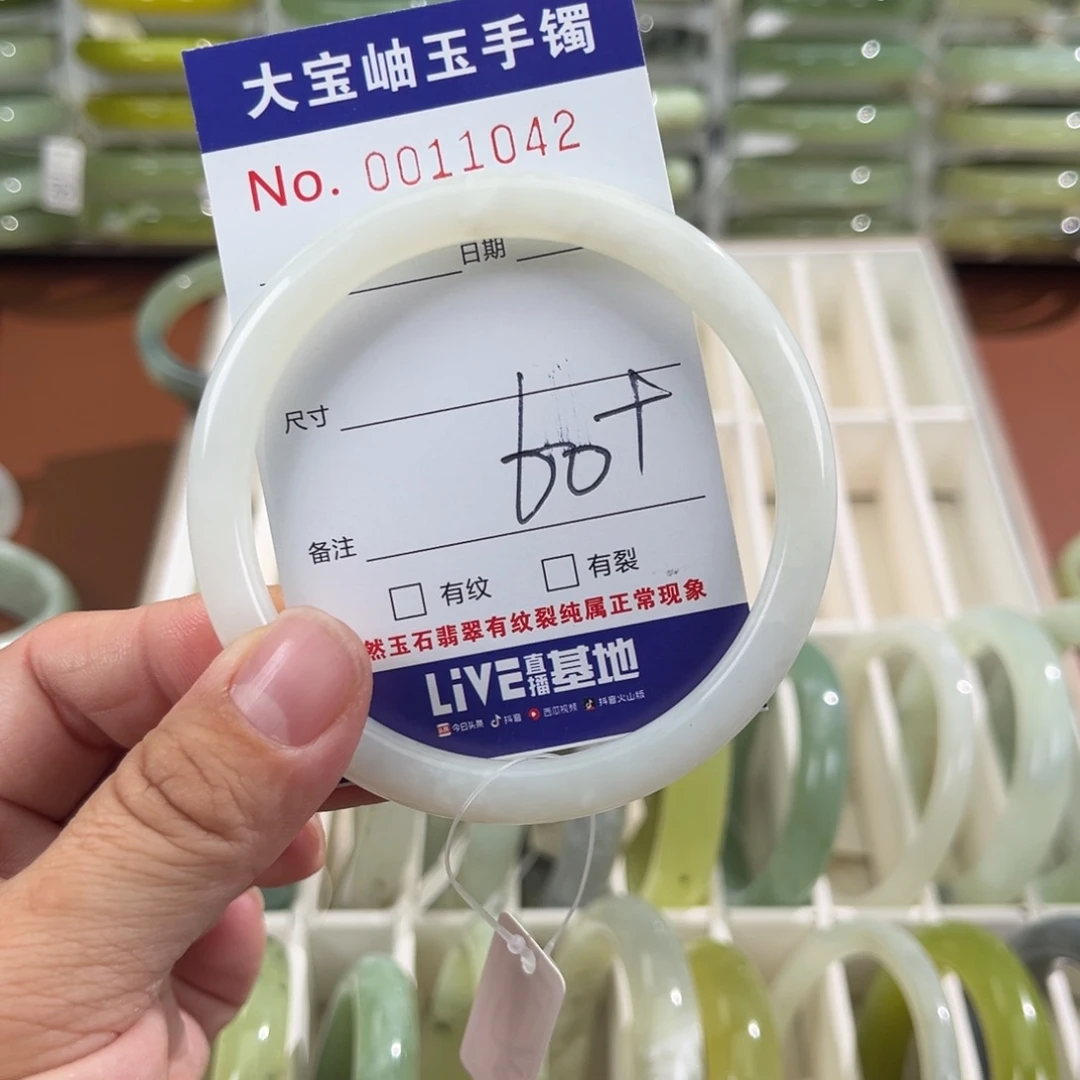 大宝岫玉手镯
No. 0011042
日期
尺寸
备注
□ 有纹 □ 有裂
然玉石翡翠有纹裂纯属正常现象
LiVE直播基地
今日头条 抖音 西瓜视频 抖音火山版